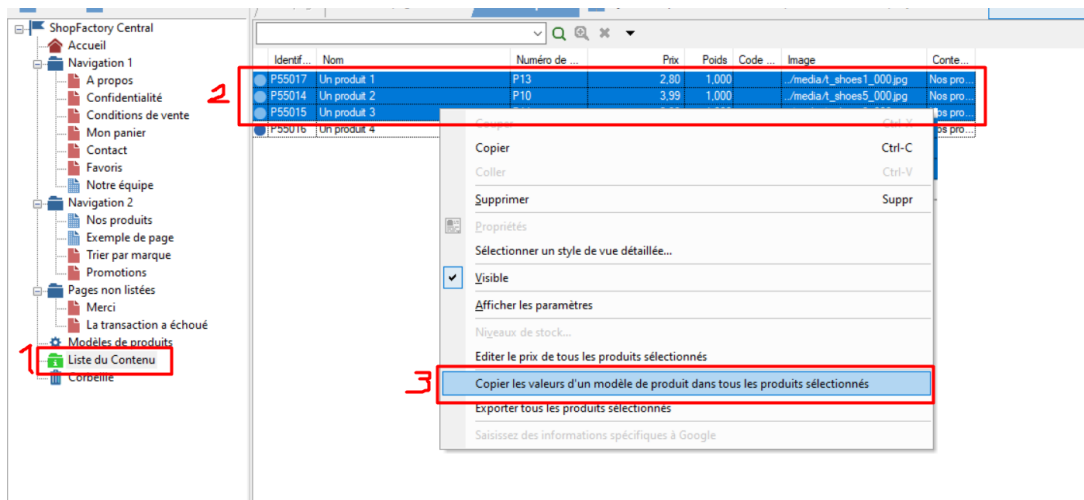 ShopFactory Central
Accueil
Navigation 1
A propos
Confidentialité
Conditions de vente
Mon panier
Contact
Favoris
Notre équipe
Navigation 2
Nos produits
Exemple de page
Trier par marque
Promotions
Pages non listées
Merci
La transaction a échoué
Modèles de produits
Liste du Contenu
Corbeille
1
2
3
Identif... Nom Numéro de ... Prix Poids Code ... Image Conte...
P55017 Un produit 1 P13 2,80 1,000 ../media/t_shoes1_000.jpg Nos pro...
P55014 Un produit 2 P10 3,99 1,000 ../media/t_shoes5_000.jpg Nos pro...
P55015 Un produit 3
P55016 Un produit 4
Couper Ctrl-X
Copier Ctrl-C
Coller Ctrl-V
Supprimer Suppr
Propriétés
Sélectionner un style de vue détaillée...
Visible
Afficher les paramètres
Niveaux de stock...
Editer le prix de tous les produits sélectionnés
Copier les valeurs d'un modèle de produit dans tous les produits sélectionnés
Exporter tous les produits sélectionnés
Saisissez des informations spécifiques à Google